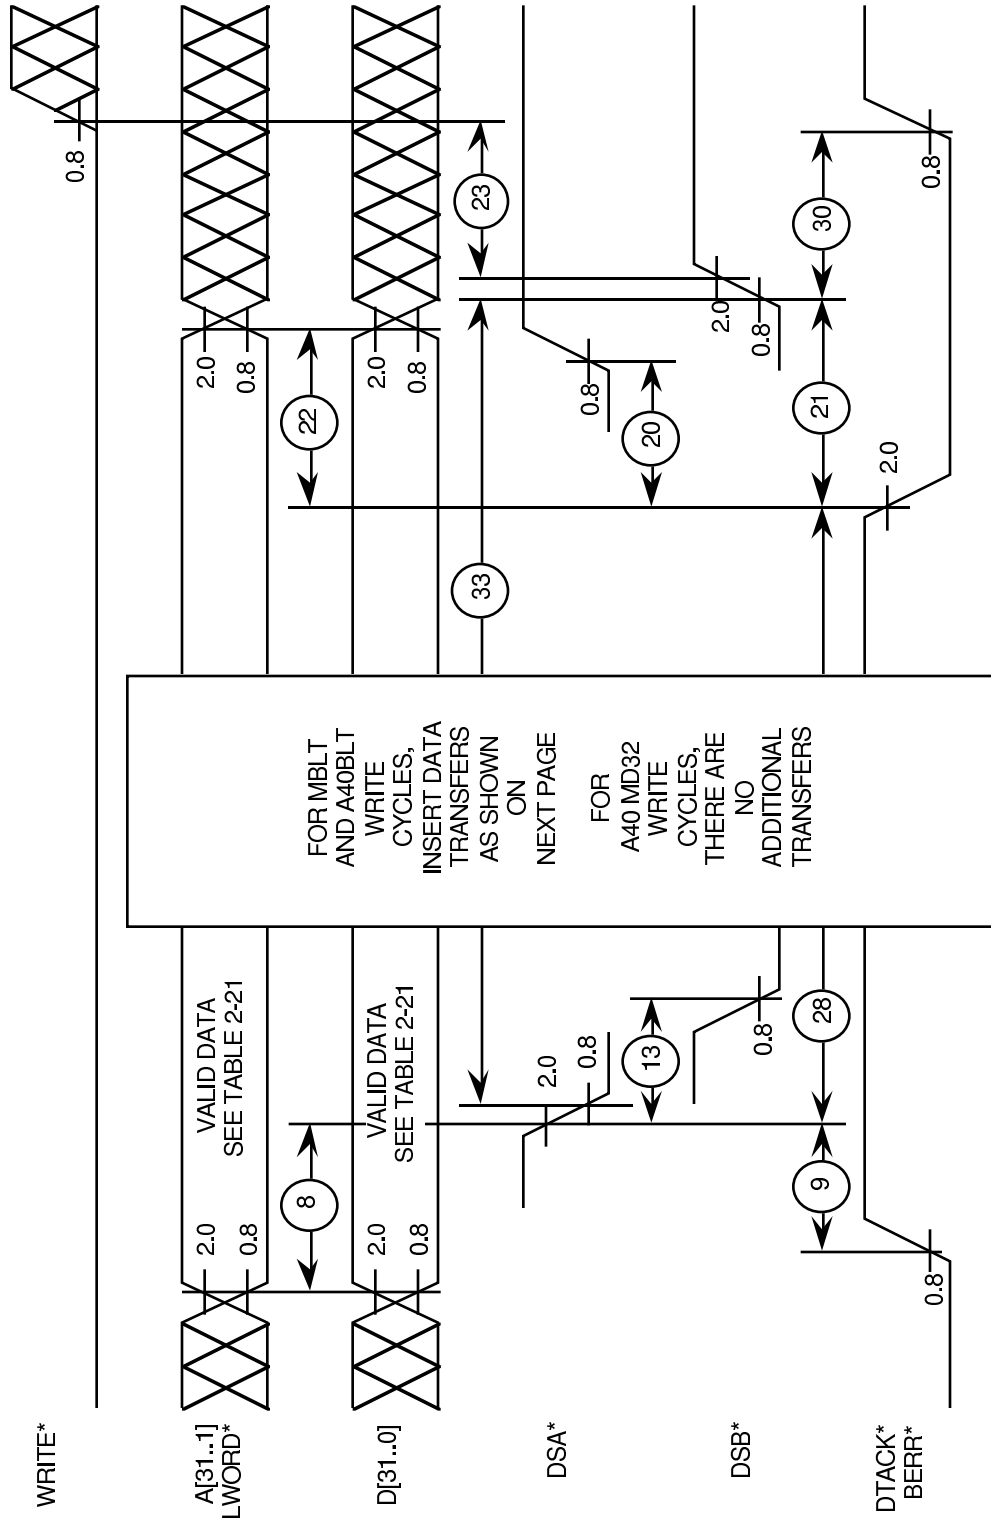 WRITE*
0.8
A[31..1]
LWORD*
2.0
0.8
VALID DATA
SEE TABLE 2-21
2.0
0.8
8
22
D[31..0]
2.0
0.8
VALID DATA
SEE TABLE 2-21
2.0
0.8
33
23
DSA*
2.0
0.8
0.8
13
20
DSB*
0.8
2.0
0.8
9
28
21
30
DTACK*
BERR*
0.8
2.0
0.8
FOR MBLT
AND A40BLT
WRITE
CYCLES,
INSERT DATA
TRANSFERS
AS SHOWN
ON
NEXT PAGE
FOR
A40 MD32
WRITE
CYCLES,
THERE ARE
NO
ADDITIONAL
TRANSFERS